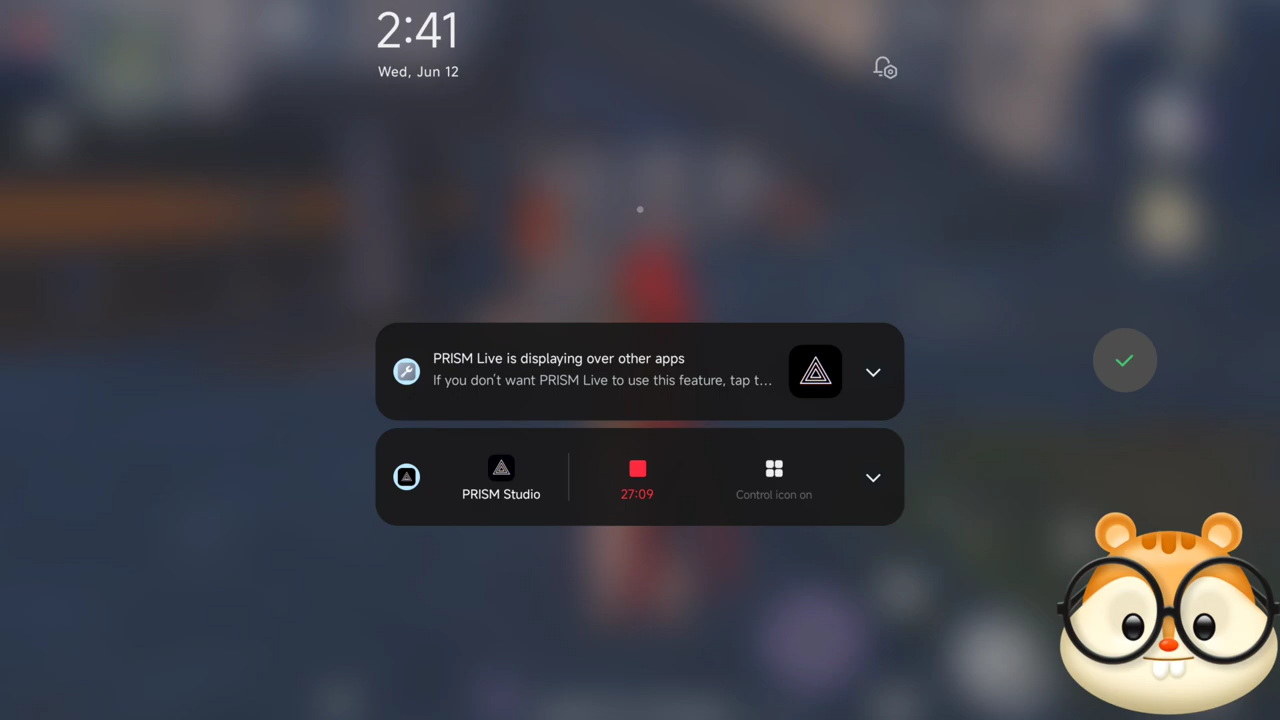 2:41
Wed, Jun 12
PRISM Live is displaying over other apps
If you don't want PRISM Live to use this feature, tap t...
PRISM Studio
27:09
Control icon on